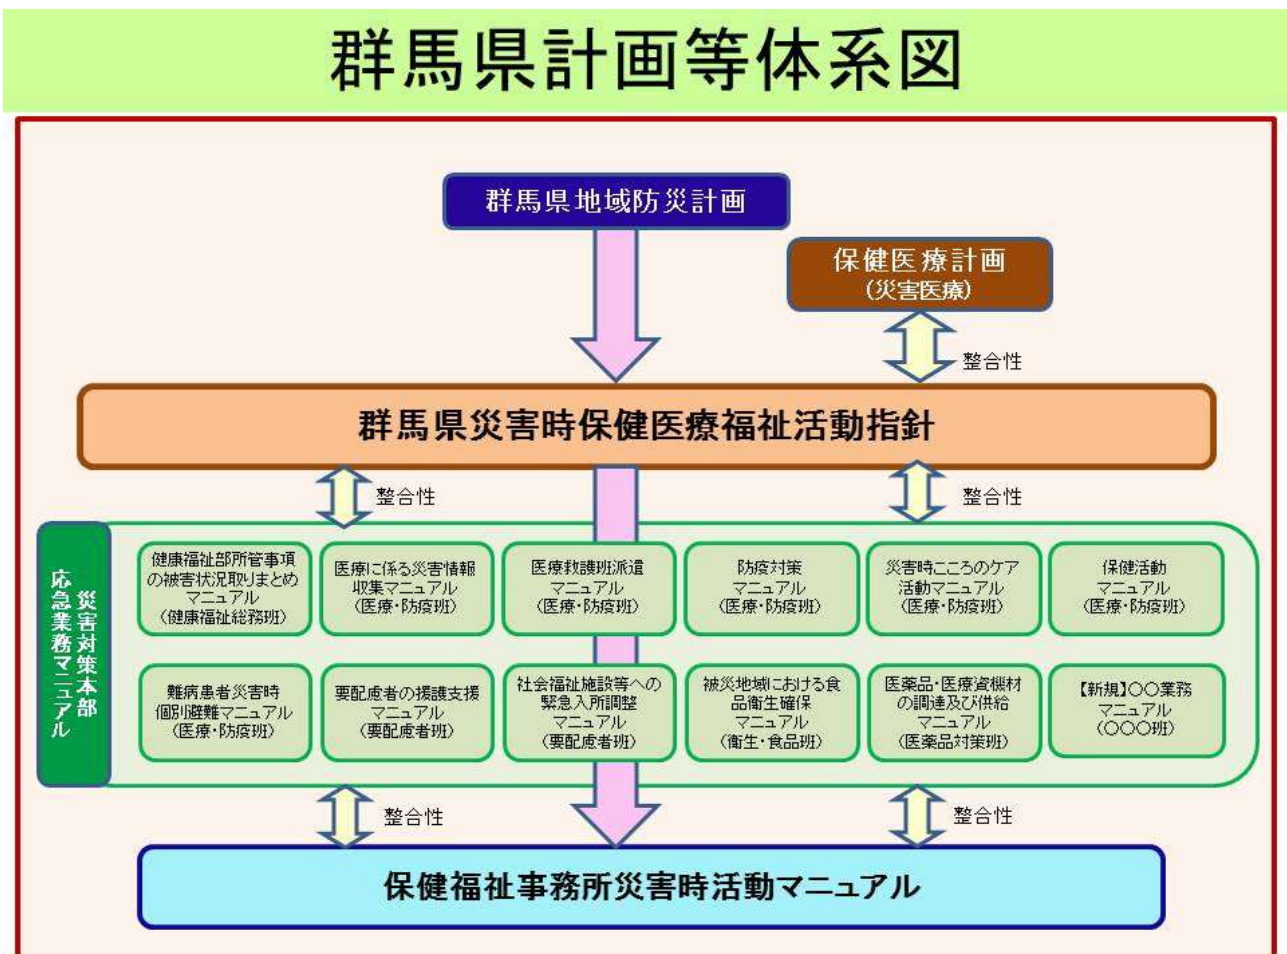 群馬県計画等体系図
群馬県地域防災計画
保健医療計画
(災害医療)
整合性
群馬県災害時保健医療福祉活動指針
整合性
整合性
災害対策本部
応急業務マニュアル
健康福祉部所管事項
の被害状況取りまとめ
マニュアル
(健康福祉総務班)
医療に係る災害情報
収集マニュアル
(医療・防疫班)
医療救護班派遣
マニュアル
(医療・防疫班)
防疫対策
マニュアル
(医療・防疫班)
災害時こころのケア
活動マニュアル
(医療・防疫班)
保健活動
マニュアル
(医療・防疫班)
難病患者災害時
個別避難マニュアル
(医療・防疫班)
要配慮者の援護支援
マニュアル
(要配慮者班)
社会福祉施設等への
緊急入所調整
マニュアル
(要配慮者班)
被災地域における食
品衛生確保
マニュアル
(衛生・食品班)
医薬品・医療資機材
の調達及び供給
マニュアル
(医薬品対策班)
【新規】〇〇業務
マニュアル
(〇〇〇班)
整合性
整合性
保健福祉事務所災害時活動マニュアル